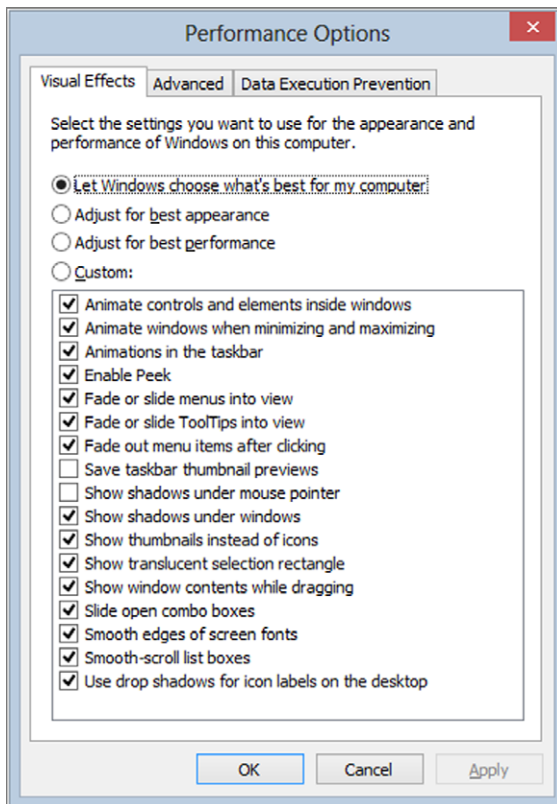 Performance Options
Visual Effects
Advanced
Data Execution Prevention
Select the settings you want to use for the appearance and
performance of Windows on this computer.
Let Windows choose what's best for my computer
Adjust for best appearance
Adjust for best performance
Custom:
Animate controls and elements inside windows
Animate windows when minimizing and maximizing
Animations in the taskbar
Enable Peek
Fade or slide menus into view
Fade or slide ToolTips into view
Fade out menu items after clicking
Save taskbar thumbnail previews
Show shadows under mouse pointer
Show shadows under windows
Show thumbnails instead of icons
Show translucent selection rectangle
Show window contents while dragging
Slide open combo boxes
Smooth edges of screen fonts
Smooth-scroll list boxes
Use drop shadows for icon labels on the desktop
OK
Cancel
Apply